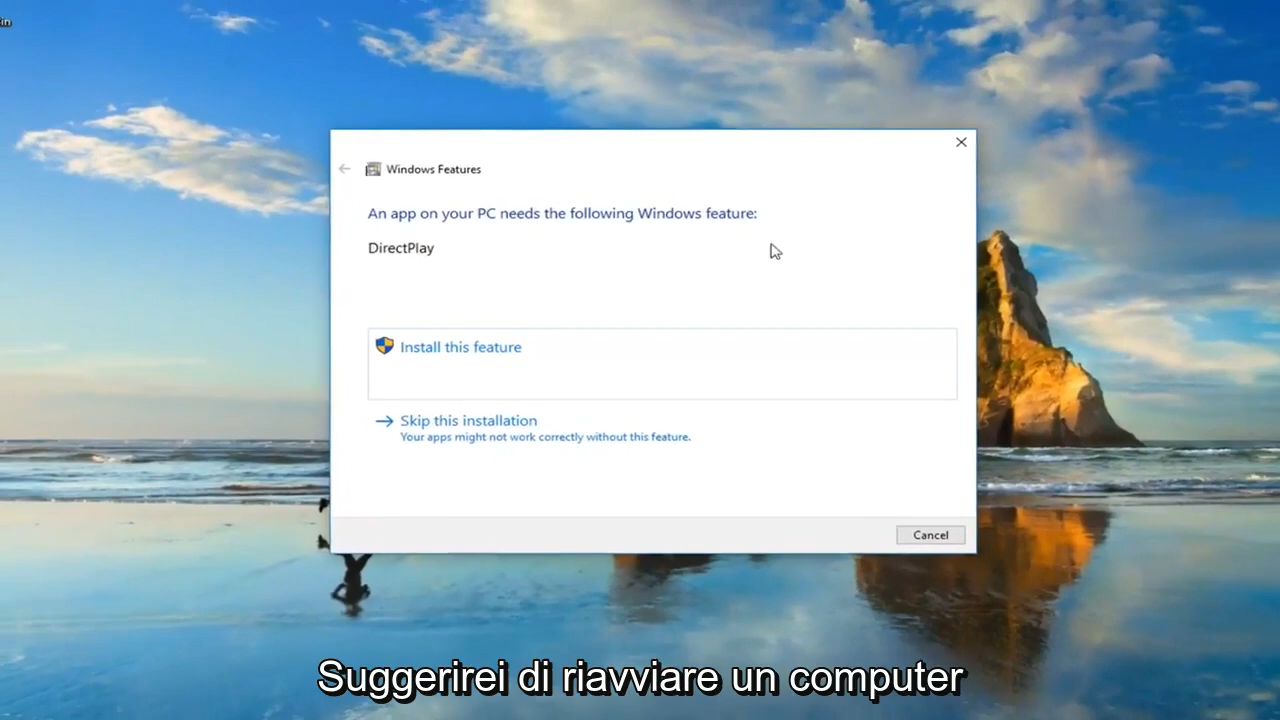 Windows Features
An app on your PC needs the following Windows feature:
DirectPlay
Install this feature
Skip this installation
Your apps might not work correctly without this feature.
Cancel
Suggerirei di riavviare un computer